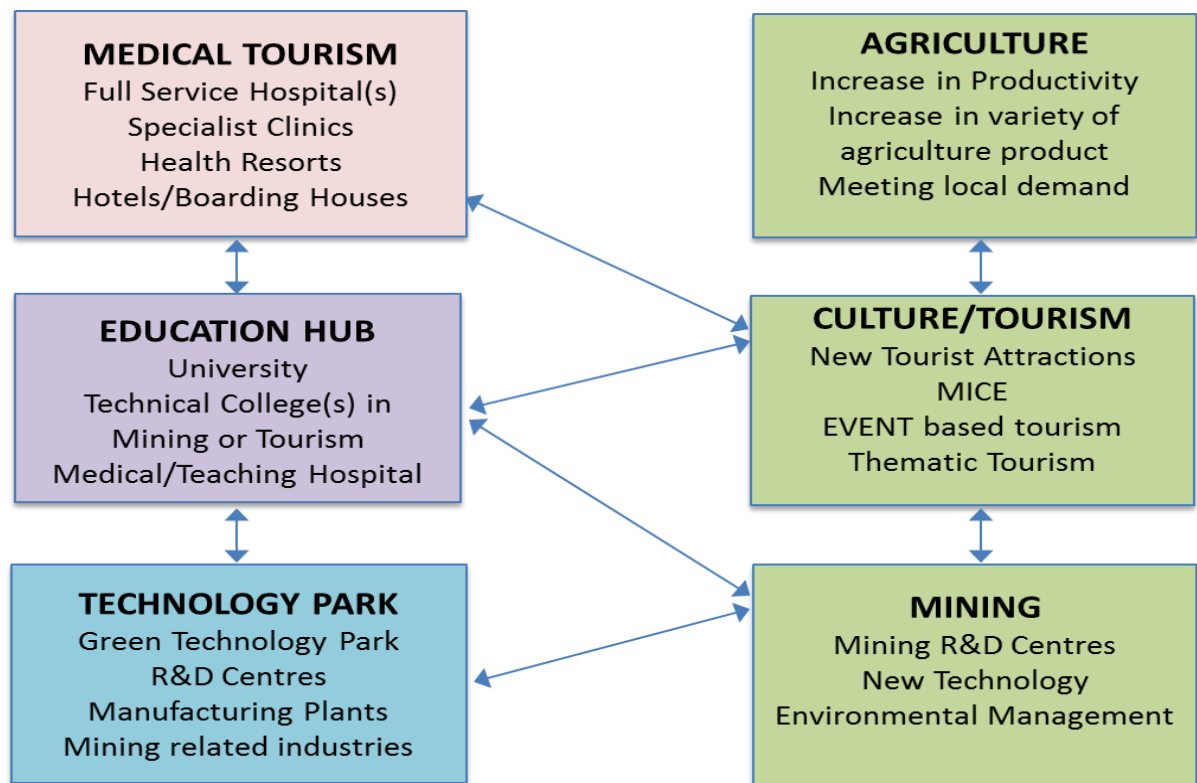 MEDICAL TOURISM
Full Service Hospital(s)
Specialist Clinics
Health Resorts
Hotels/Boarding Houses
AGRICULTURE
Increase in Productivity
Increase in variety of
agriculture product
Meeting local demand
EDUCATION HUB
University
Technical College(s) in
Mining or Tourism
Medical/Teaching Hospital
CULTURE/TOURISM
New Tourist Attractions
MICE
EVENT based tourism
Thematic Tourism
TECHNOLOGY PARK
Green Technology Park
R&D Centres
Manufacturing Plants
Mining related industries
MINING
Mining R&D Centres
New Technology
Environmental Management